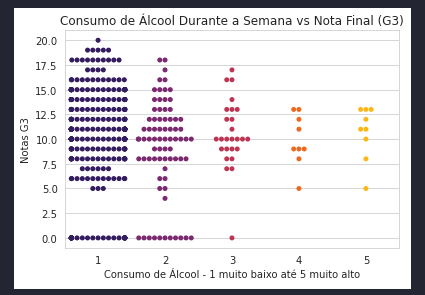 Consumo de Álcool Durante a Semana vs Nota Final (G3)
20.0
17.5
15.0
12.5
10.0
7.5
5.0
2.5
0.0
Notas G3
1 2 3 4 5
Consumo de Álcool - 1 muito baixo até 5 muito alto